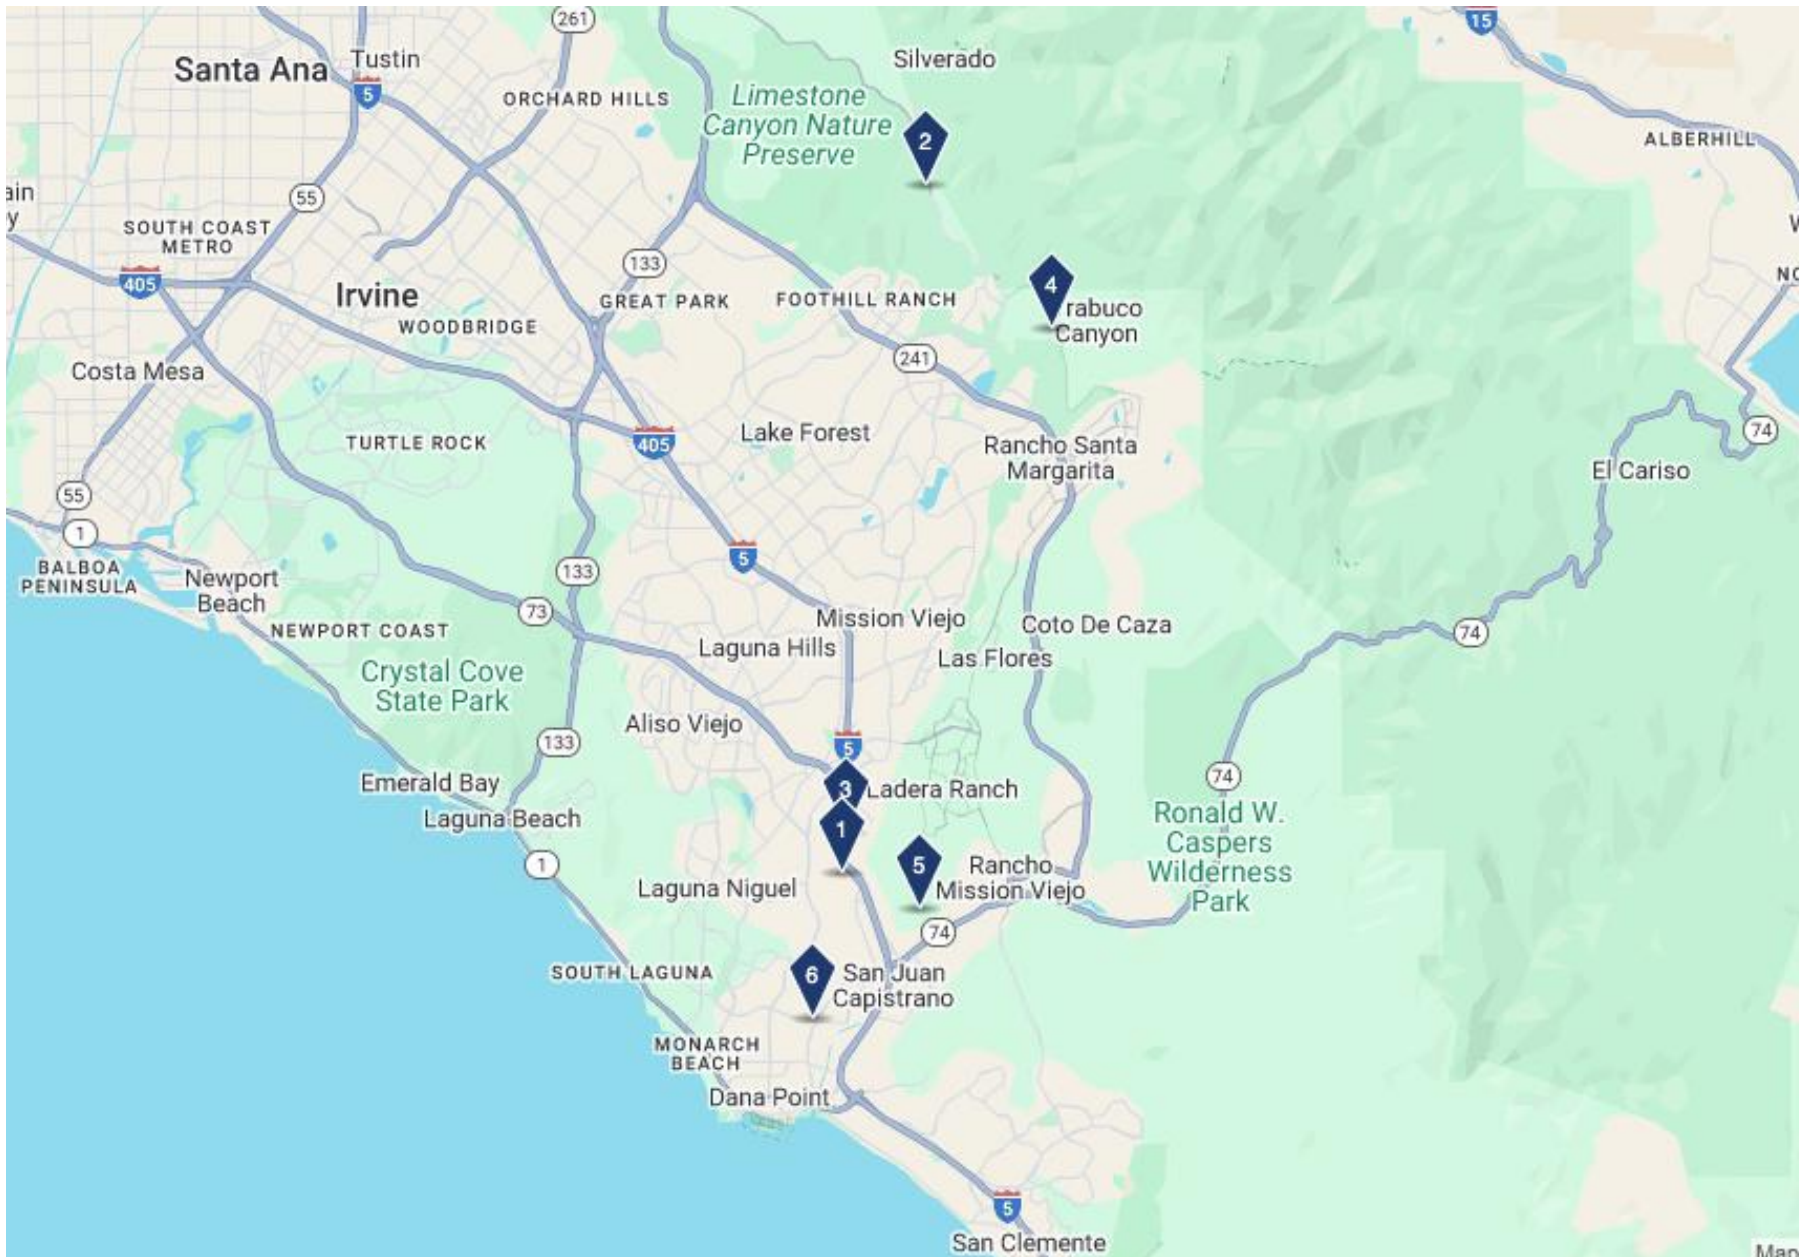 261
15
Santa Ana
Tustin
5
Silverado
ORCHARD HILLS
Limestone
Canyon Nature
Preserve
2
ALBERHILL
ain
y
55
SOUTH COAST
METRO
W
133
405
Irvine
GREAT PARK
FOOTHILL RANCH
4
rabuco
Canyon
NO
WOODBRIDGE
241
Costa Mesa
TURTLE ROCK
405
Lake Forest
Rancho Santa
Margarita
74
El Cariso
55
1
BALBOA
PENINSULA
Newport
Beach
133
5
73
NEWPORT COAST
Mission Viejo
Coto De Caza
74
Laguna Hills
Las Flores
Crystal Cove
State Park
Aliso Viejo
133
5
74
Emerald Bay
3
Ladera Ranch
Laguna Beach
1
Ronald W.
Caspers
Wilderness
Park
1
5
Rancho
Mission Viejo
Laguna Niguel
74
SOUTH LAGUNA
6
San Juan
Capistrano
MONARCH
BEACH
Dana Point
5
San Clemente
Map